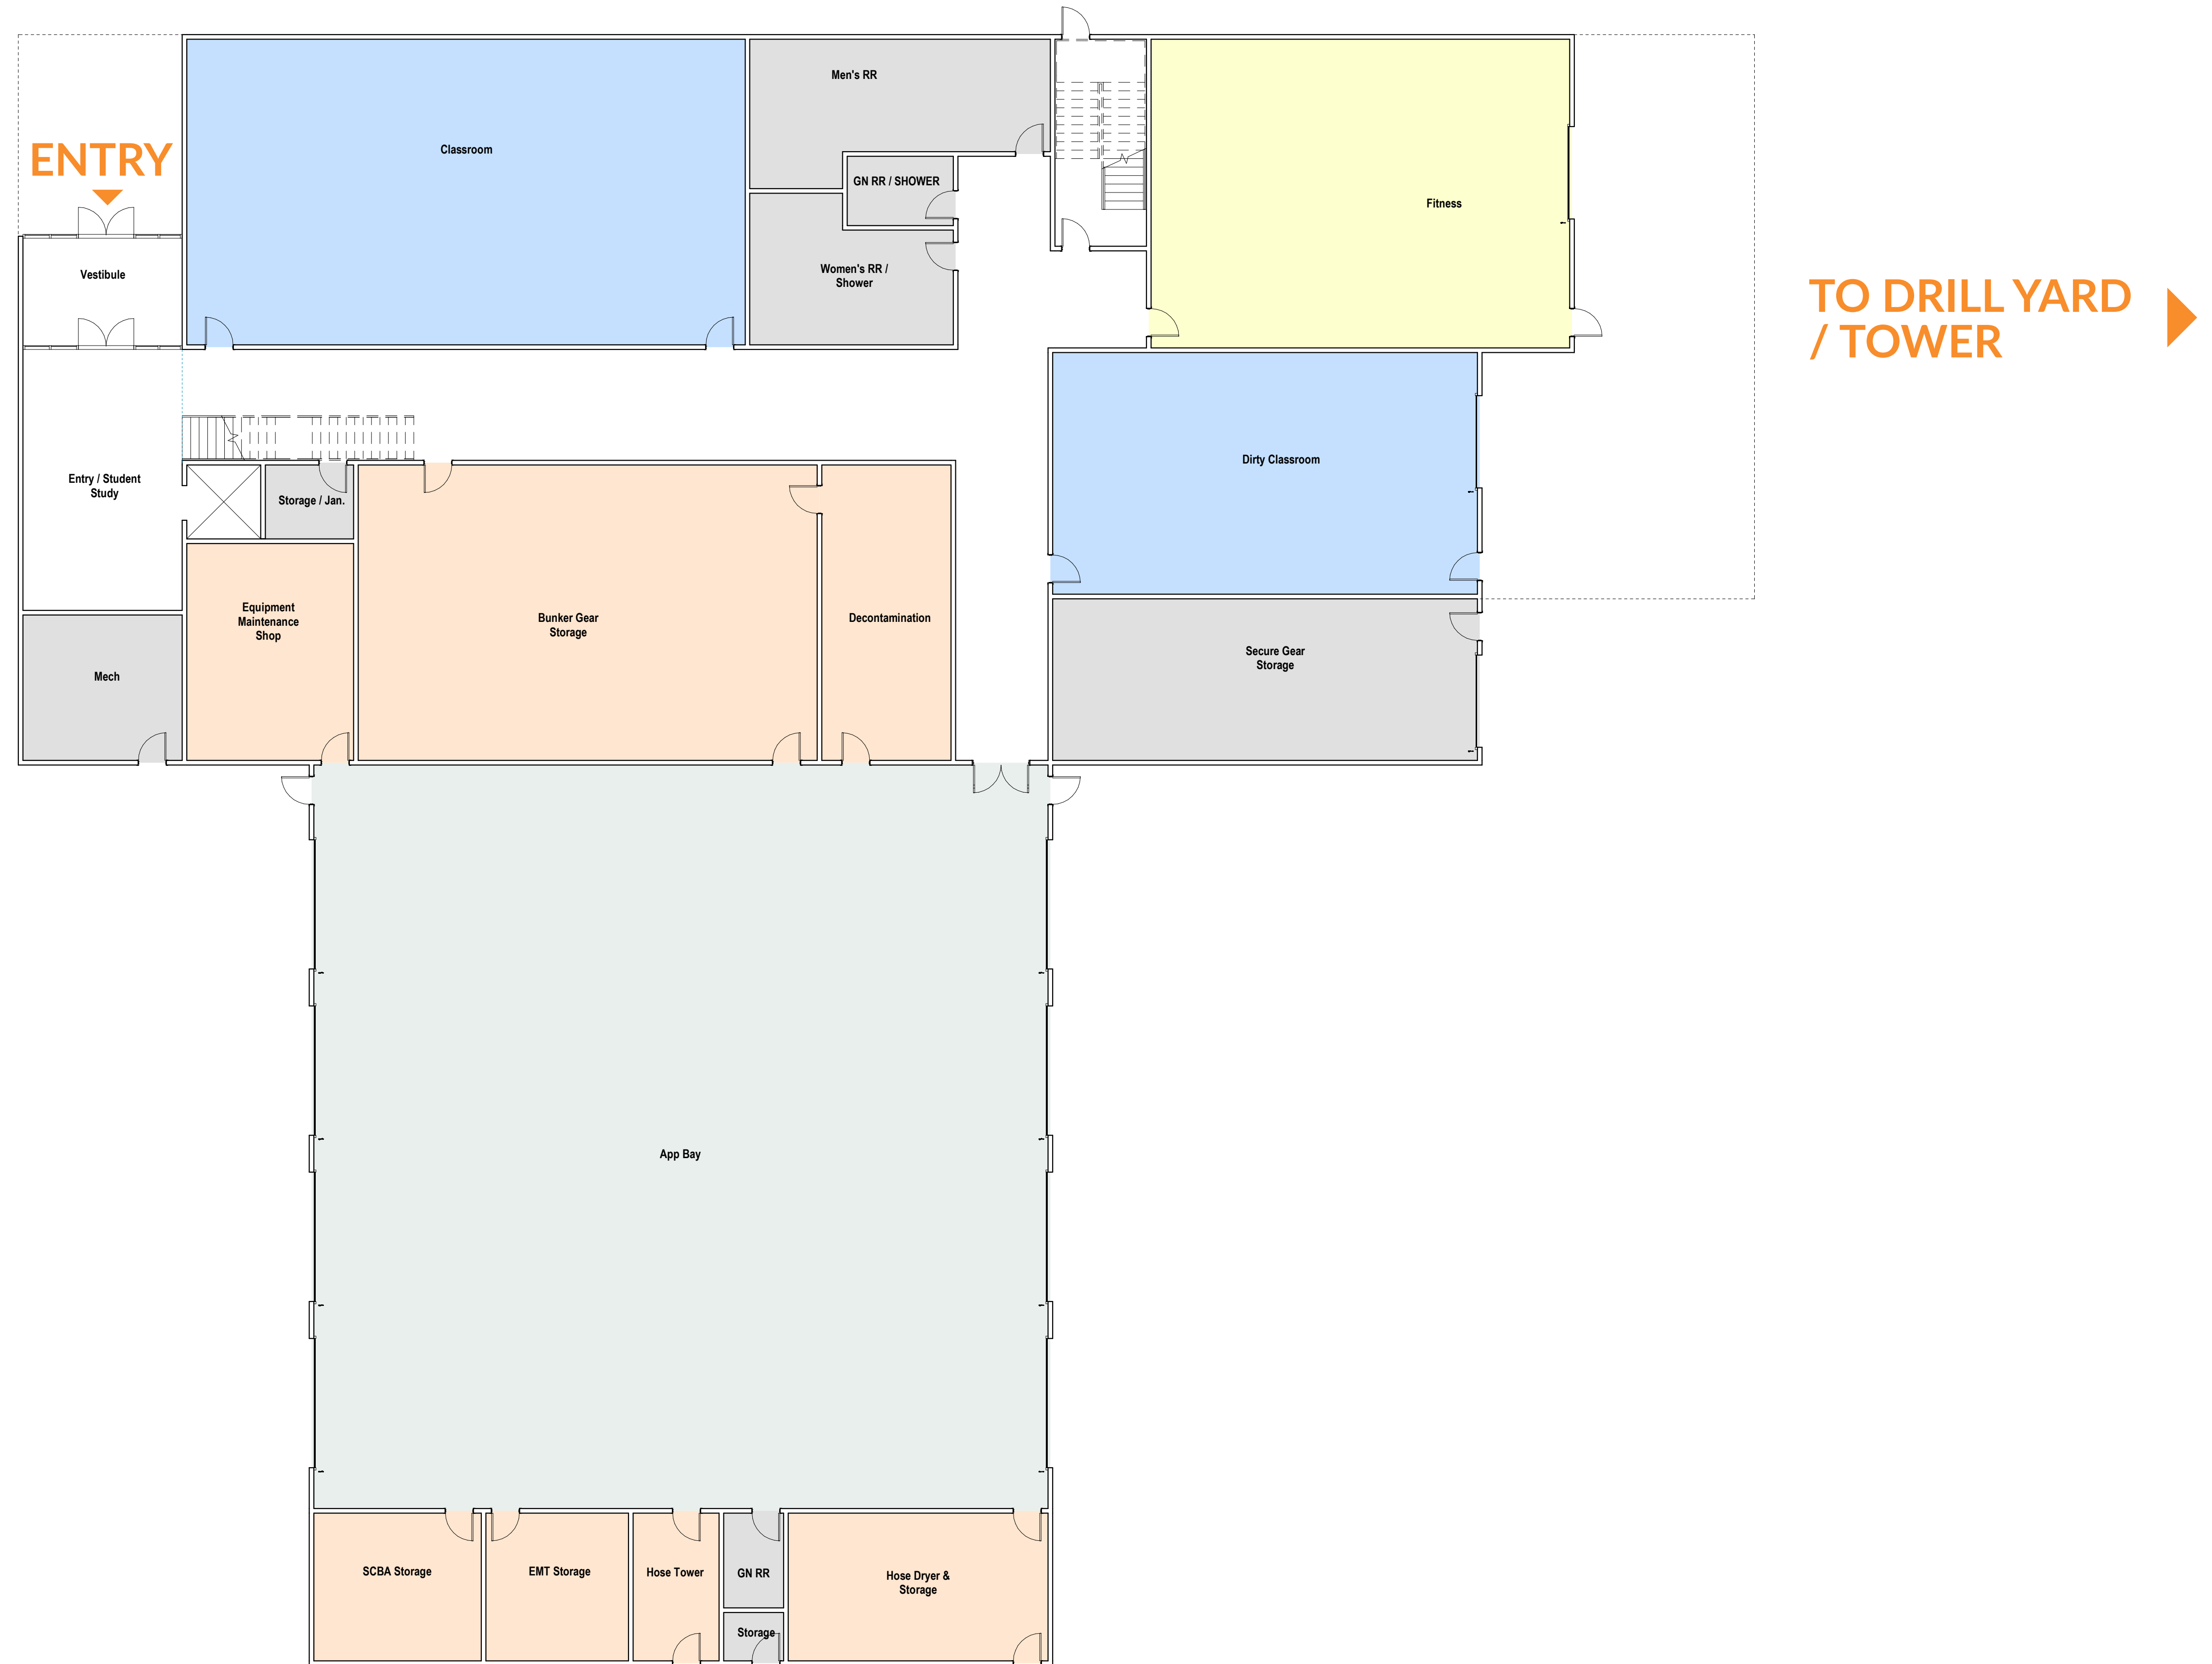 Men's RR
ENTRY
Classroom
GN RR / SHOWER
Fitness
Vestibule
Women's RR /
Shower
TO DRILL YARD
/ TOWER
Entry / Student
Study
Storage / Jan.
Dirty Classroom
Equipment
Maintenance
Shop
Bunker Gear
Storage
Decontamination
Mech
Secure Gear
Storage
App Bay
SCBA Storage
EMT Storage
Hose Tower
GN RR
Hose Dryer &
Storage
Storage